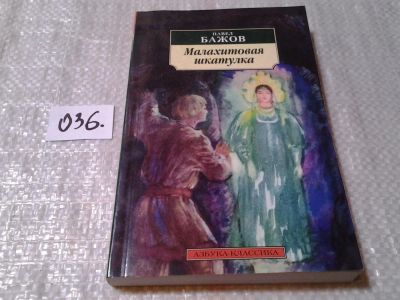 ПАВЕЛ
БАЖОВ
Малахитовая
шкатулка
036.
АЗБУКА-КЛАССИКА